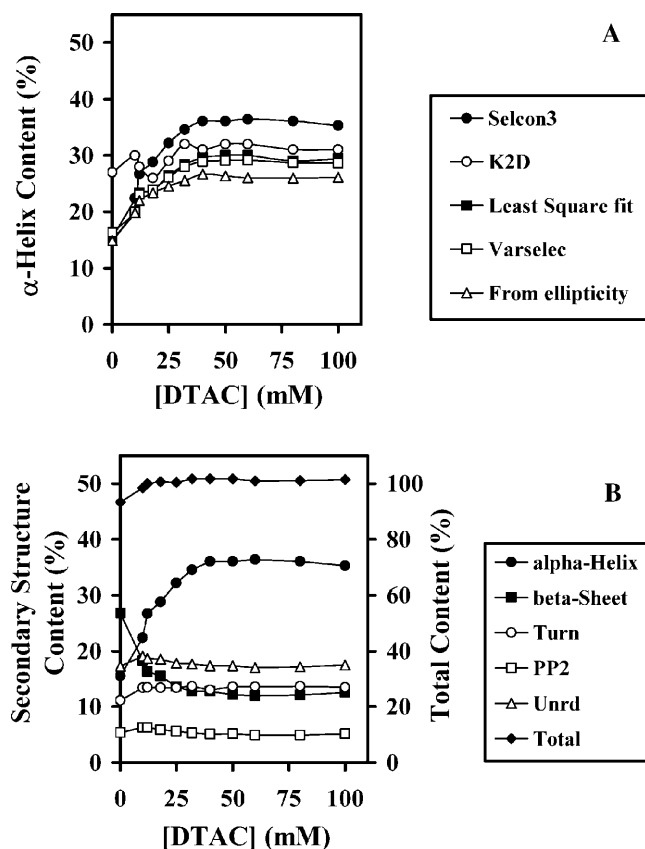 A
α-Helix Content (%)
50
40
30
20
10
0
0 25 50 75 100
[DTAC] (mM)
Selcon3
K2D
Least Square fit
Varselec
From ellipticity
B
Secondary Structure
Content (%)
50
40
30
20
10
0
100
80
60
40
20
0
Total Content (%)
0 25 50 75 100
[DTAC] (mM)
alpha-Helix
beta-Sheet
Turn
PP2
Unrd
Total